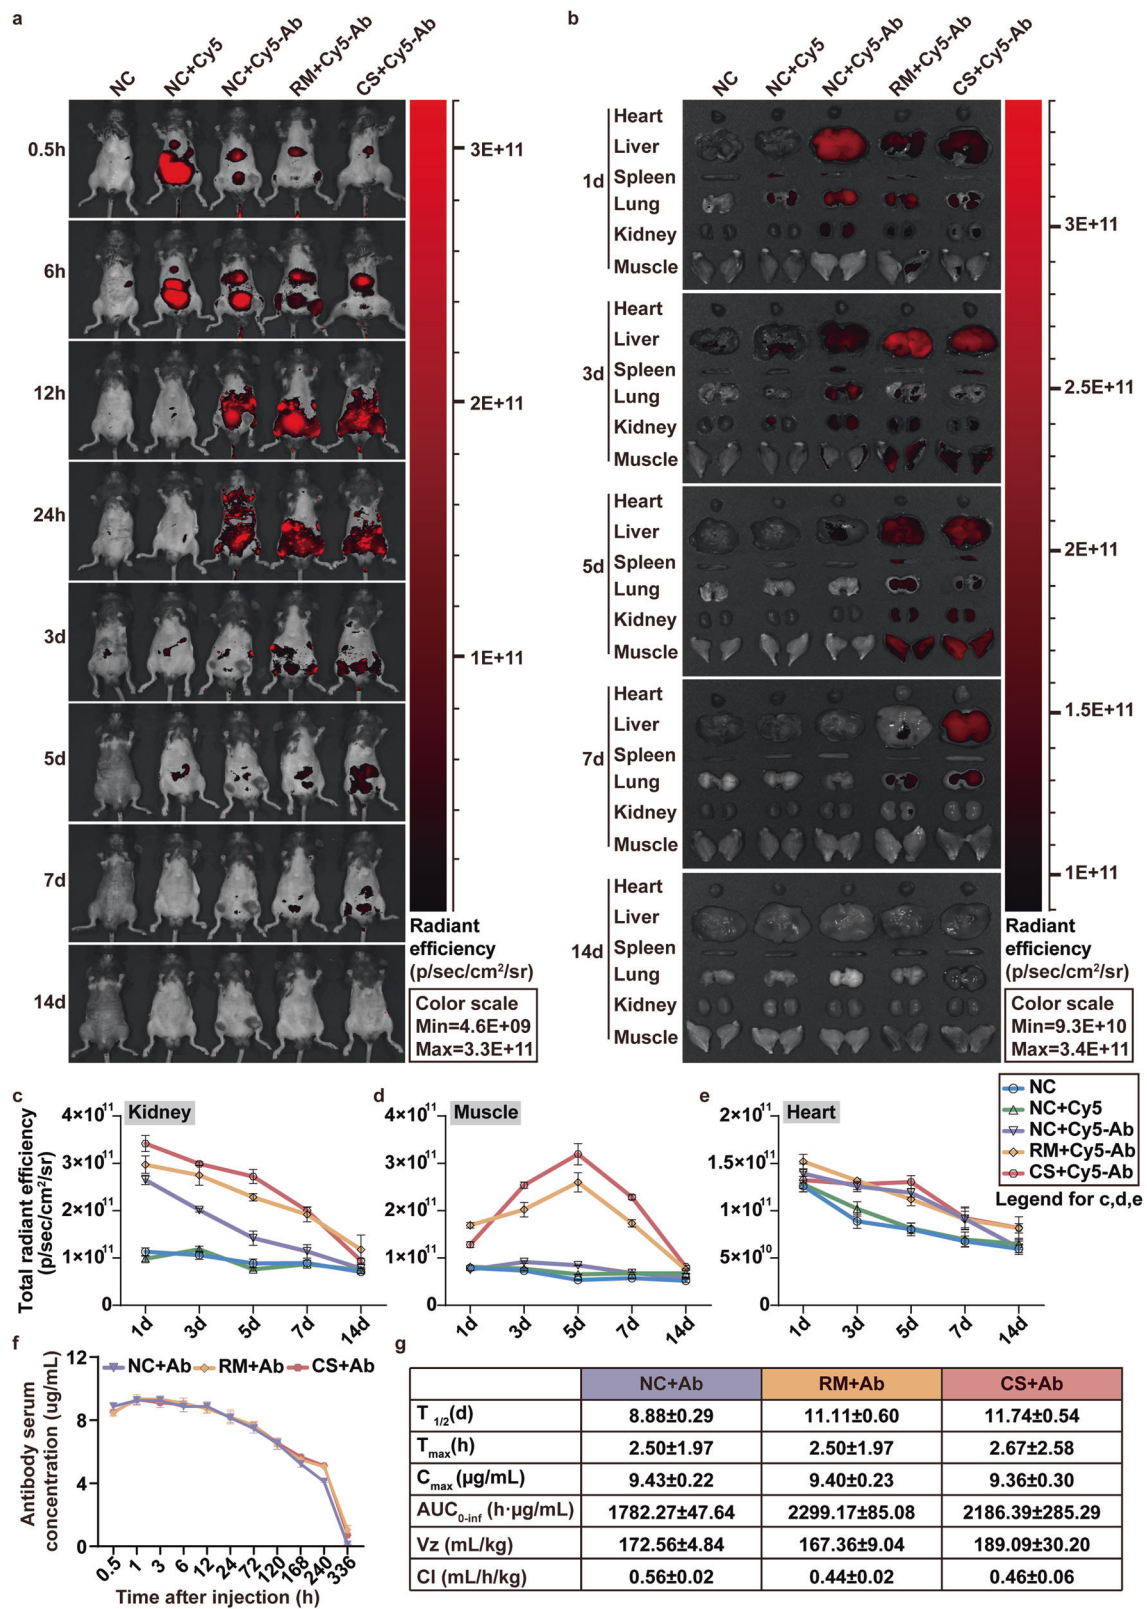 a
NC NC+Cy5 NC+Cy5-Ab RM+Cy5-Ab CS+Cy5-Ab
0.5h
6h
12h
24h
3d
5d
7d
14d
3E+11
2E+11
1E+11
Radiant
efficiency
(p/sec/cm²/sr)
Color scale
Min=4.6E+09
Max=3.3E+11
b
NC NC+Cy5 NC+Cy5-Ab RM+Cy5-Ab CS+Cy5-Ab
1d
Heart
Liver
Spleen
Lung
Kidney
Muscle
3d
Heart
Liver
Spleen
Lung
Kidney
Muscle
5d
Heart
Liver
Spleen
Lung
Kidney
Muscle
7d
Heart
Liver
Spleen
Lung
Kidney
Muscle
14d
Heart
Liver
Spleen
Lung
Kidney
Muscle
3E+11
2.5E+11
2E+11
1.5E+11
1E+11
Radiant
efficiency
(p/sec/cm²/sr)
Color scale
Min=9.3E+10
Max=3.4E+11
c
Kidney
Total radiant efficiency
(p/sec/cm²/sr)
4×10¹¹
3×10¹¹
2×10¹¹
1×10¹¹
0
1d 3d 5d 7d 14d
d
Muscle
4×10¹¹
3×10¹¹
2×10¹¹
1×10¹¹
0
1d 3d 5d 7d 14d
e
Heart
2×10¹¹
1.5×10¹¹
1×10¹¹
5×10¹⁰
0
1d 3d 5d 7d 14d
NC
NC+Cy5
NC+Cy5-Ab
RM+Cy5-Ab
CS+Cy5-Ab
Legend for c,d,e
f
NC+Ab RM+Ab CS+Ab
Antibody serum
concentration (ug/mL)
12
8
4
0
0.5 1 3 6 12 24 72 120 168 240 336
Time after injection (h)
g
NC+Ab RM+Ab CS+Ab
T 1/2(d) 8.88±0.29 11.11±0.60 11.74±0.54
Tmax(h) 2.50±1.97 2.50±1.97 2.67±2.58
Cmax (μg/mL) 9.43±0.22 9.40±0.23 9.36±0.30
AUC0-inf (h·μg/mL) 1782.27±47.64 2299.17±85.08 2186.39±285.29
Vz (mL/kg) 172.56±4.84 167.36±9.04 189.09±30.20
Cl (mL/h/kg) 0.56±0.02 0.44±0.02 0.46±0.06